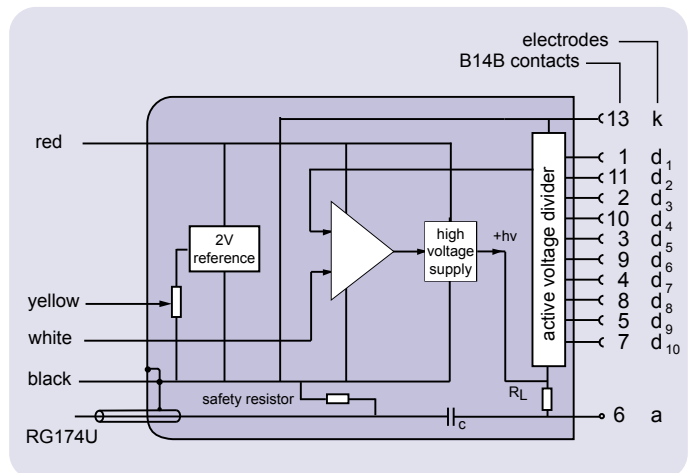 electrodes
B14B contacts
13 k
red
1 d1
11 d2
2 d3
10 d4
3 d5
9 d6
4 d7
8 d8
5 d9
7 d10
2V
reference
high
voltage
supply
+hv
active voltage divider
yellow
white
black
safety resistor
RL
c
6 a
RG174U